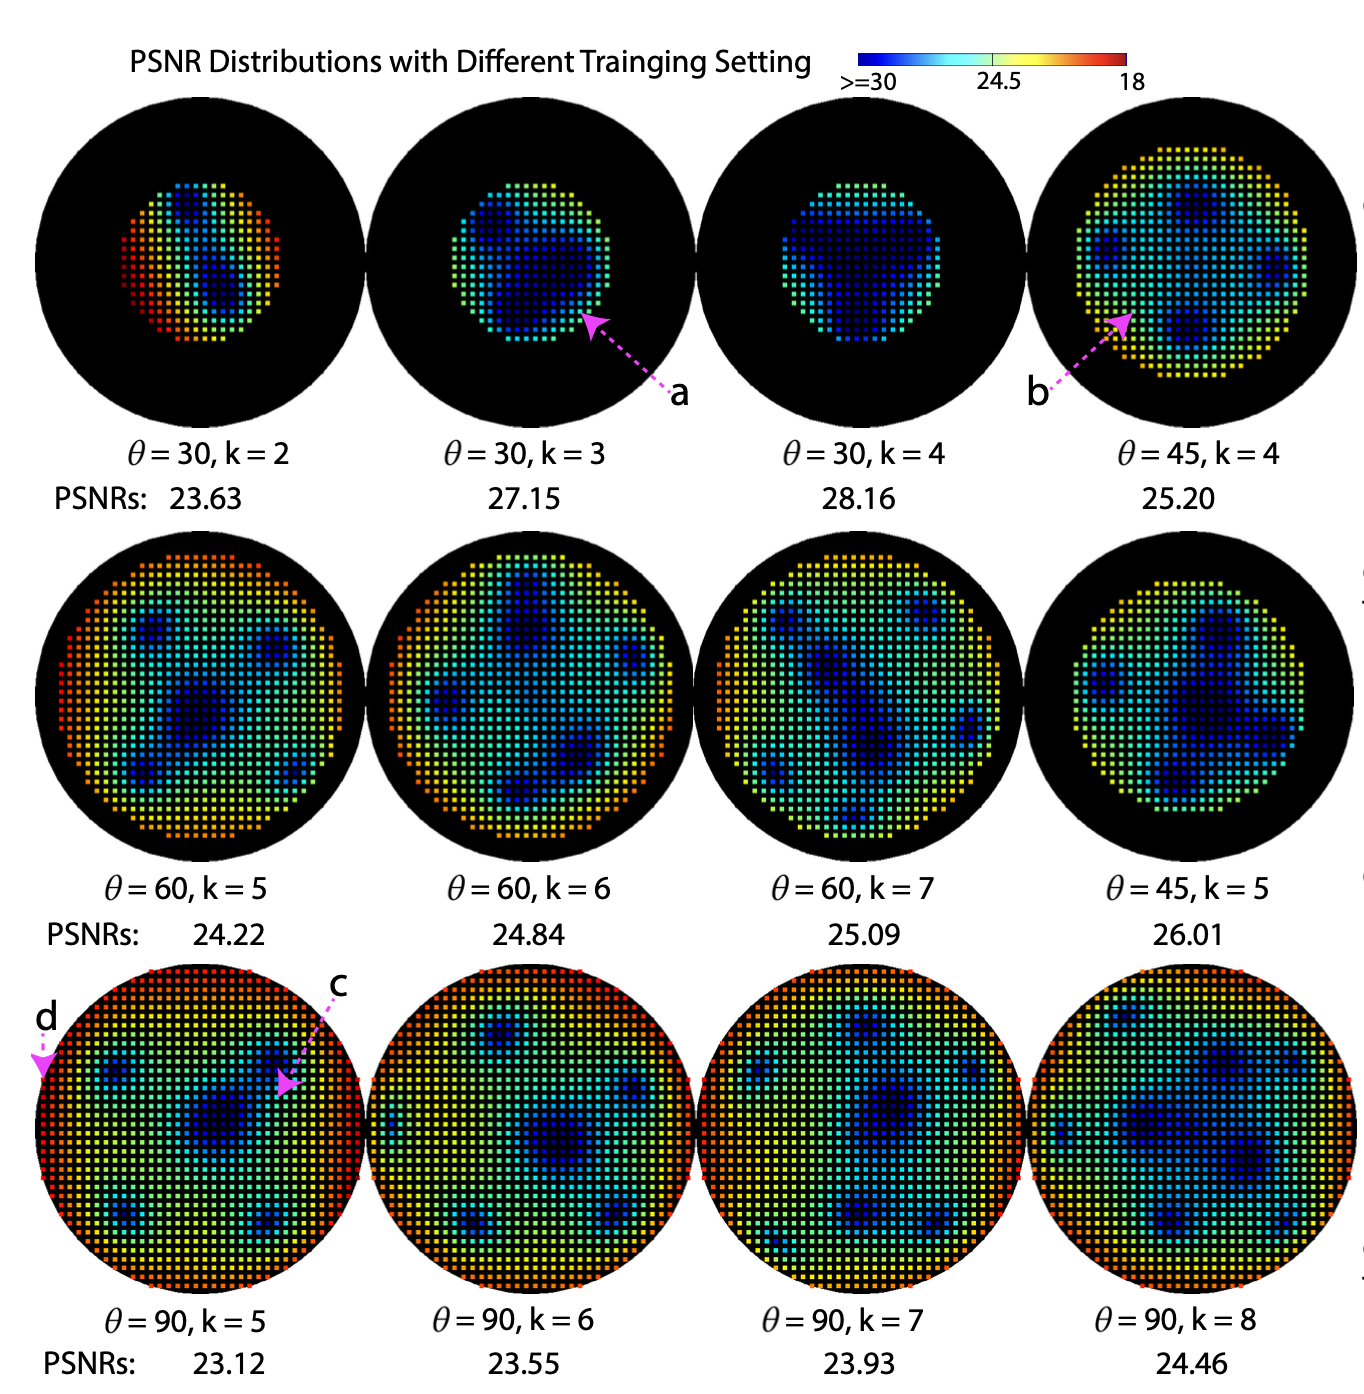 PSNR Distributions with Different Trainging Setting
>=30 24.5 18
a
b
θ = 30, k = 2 θ = 30, k = 3 θ = 30, k = 4 θ = 45, k = 4
PSNRs: 23.63 27.15 28.16 25.20
θ = 60, k = 5 θ = 60, k = 6 θ = 60, k = 7 θ = 45, k = 5
PSNRs: 24.22 24.84 25.09 26.01
c
d
θ = 90, k = 5 θ = 90, k = 6 θ = 90, k = 7 θ = 90, k = 8
PSNRs: 23.12 23.55 23.93 24.46